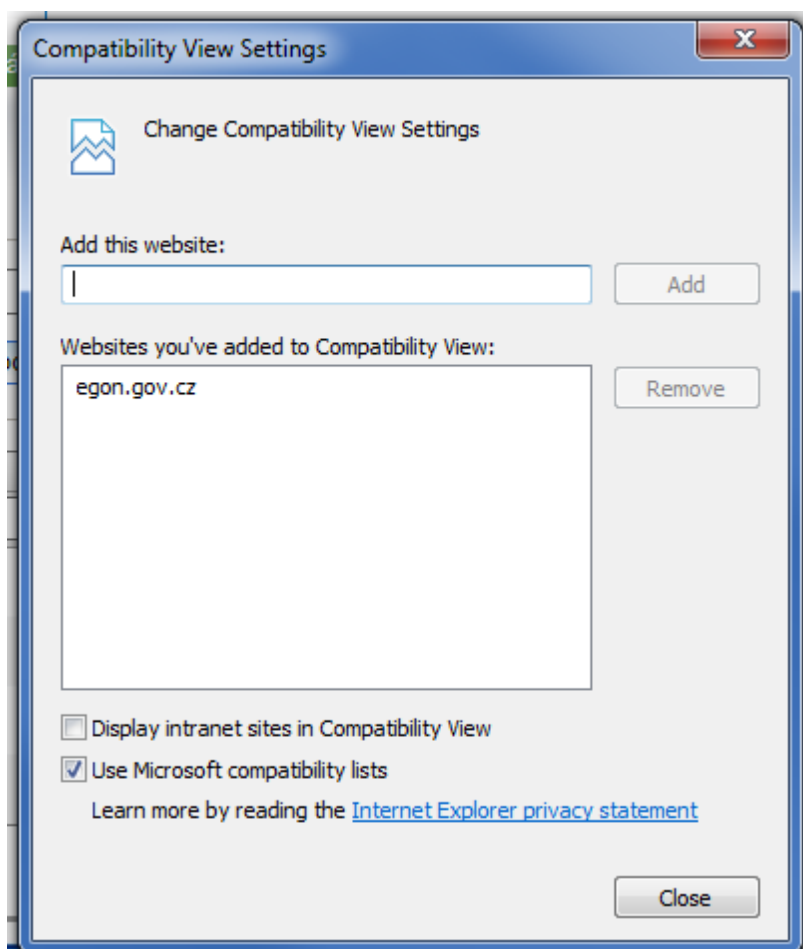 Compatibility View Settings
Change Compatibility View Settings
Add this website:
Add
Websites you've added to Compatibility View:
egon.gov.cz
Remove
Display intranet sites in Compatibility View
Use Microsoft compatibility lists
Learn more by reading the Internet Explorer privacy statement
Close